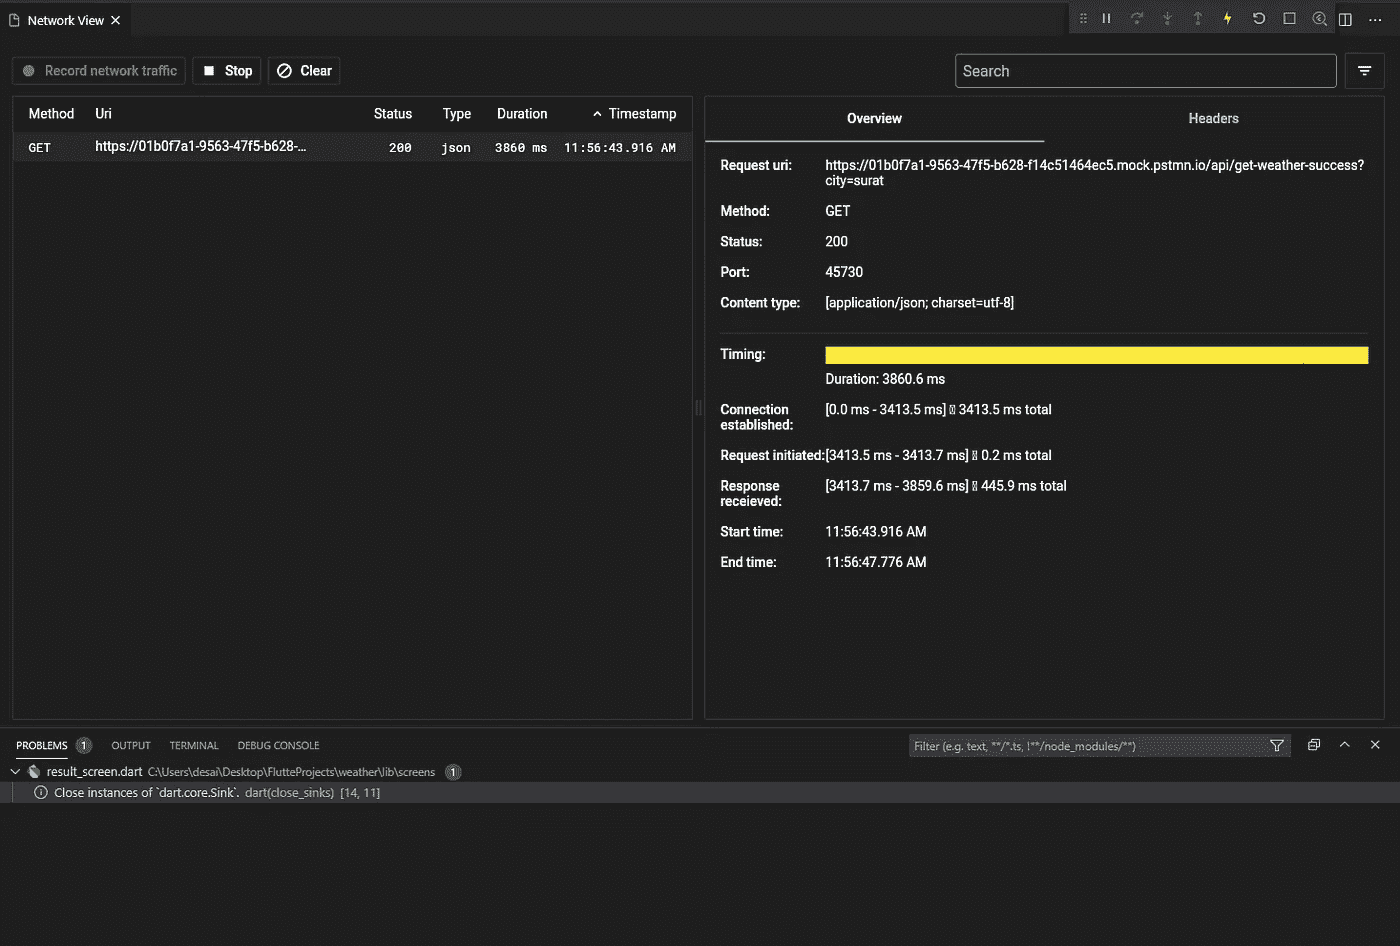 Network View
Record network traffic
Stop
Clear
Search
Method Uri Status Type Duration Timestamp
GET https://01b0f7a1-9563-47f5-b628-... 200 json 3860 ms 11:56:43.916 AM
Overview Headers
Request uri: https://01b0f7a1-9563-47f5-b628-f14c51464ec5.mock.pstmn.io/api/get-weather-success?
city=surat
Method: GET
Status: 200
Port: 45730
Content type: [application/json; charset=utf-8]
Timing:
Duration: 3860.6 ms
Connection [0.0 ms - 3413.5 ms] 3413.5 ms total
established:
Request initiated: [3413.5 ms - 3413.7 ms] 0.2 ms total
Response [3413.7 ms - 3859.6 ms] 445.9 ms total
receieved:
Start time: 11:56:43.916 AM
End time: 11:56:47.776 AM
PROBLEMS 1 OUTPUT TERMINAL DEBUG CONSOLE
Filter (e.g. text, **/*.ts, !**/node_modules/**)
result_screen.dart C:\Users\desai\Desktop\FlutteProjects\weather\lib\screens 1
Close instances of `dart.core.Sink`. dart(close_sinks) [14, 11]